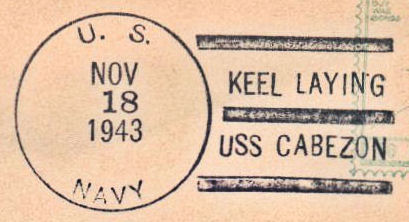 U. S.
NOV
18
1943
NAVY
KEEL LAYING
USS CABEZON